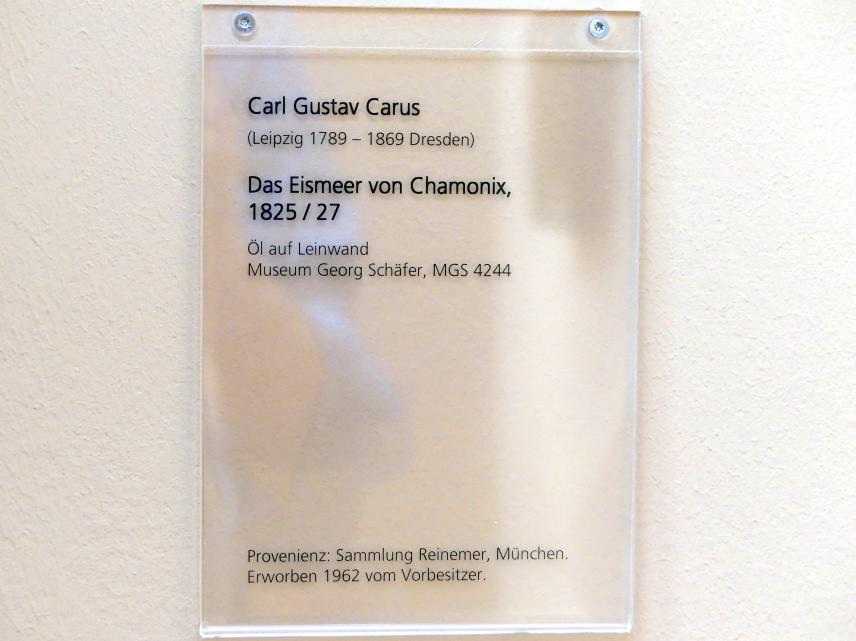 Carl Gustav Carus
(Leipzig 1789 – 1869 Dresden)
Das Eismeer von Chamonix,
1825 / 27
Öl auf Leinwand
Museum Georg Schäfer, MGS 4244
Provenienz: Sammlung Reinemer, München.
Erworben 1962 vom Vorbesitzer.